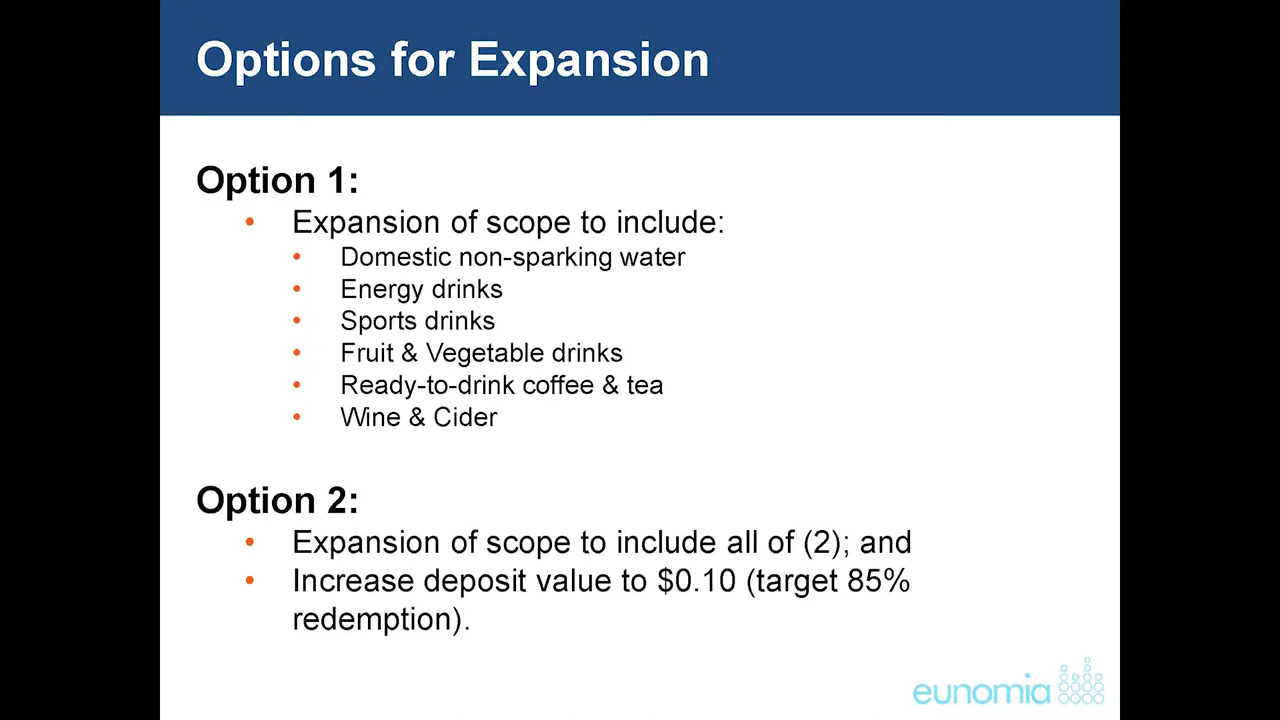 Options for Expansion
Option 1:
• Expansion of scope to include:
• Domestic non-sparking water
• Energy drinks
• Sports drinks
• Fruit & Vegetable drinks
• Ready-to-drink coffee & tea
• Wine & Cider
Option 2:
• Expansion of scope to include all of (2); and
• Increase deposit value to $0.10 (target 85%
redemption).
eunomia